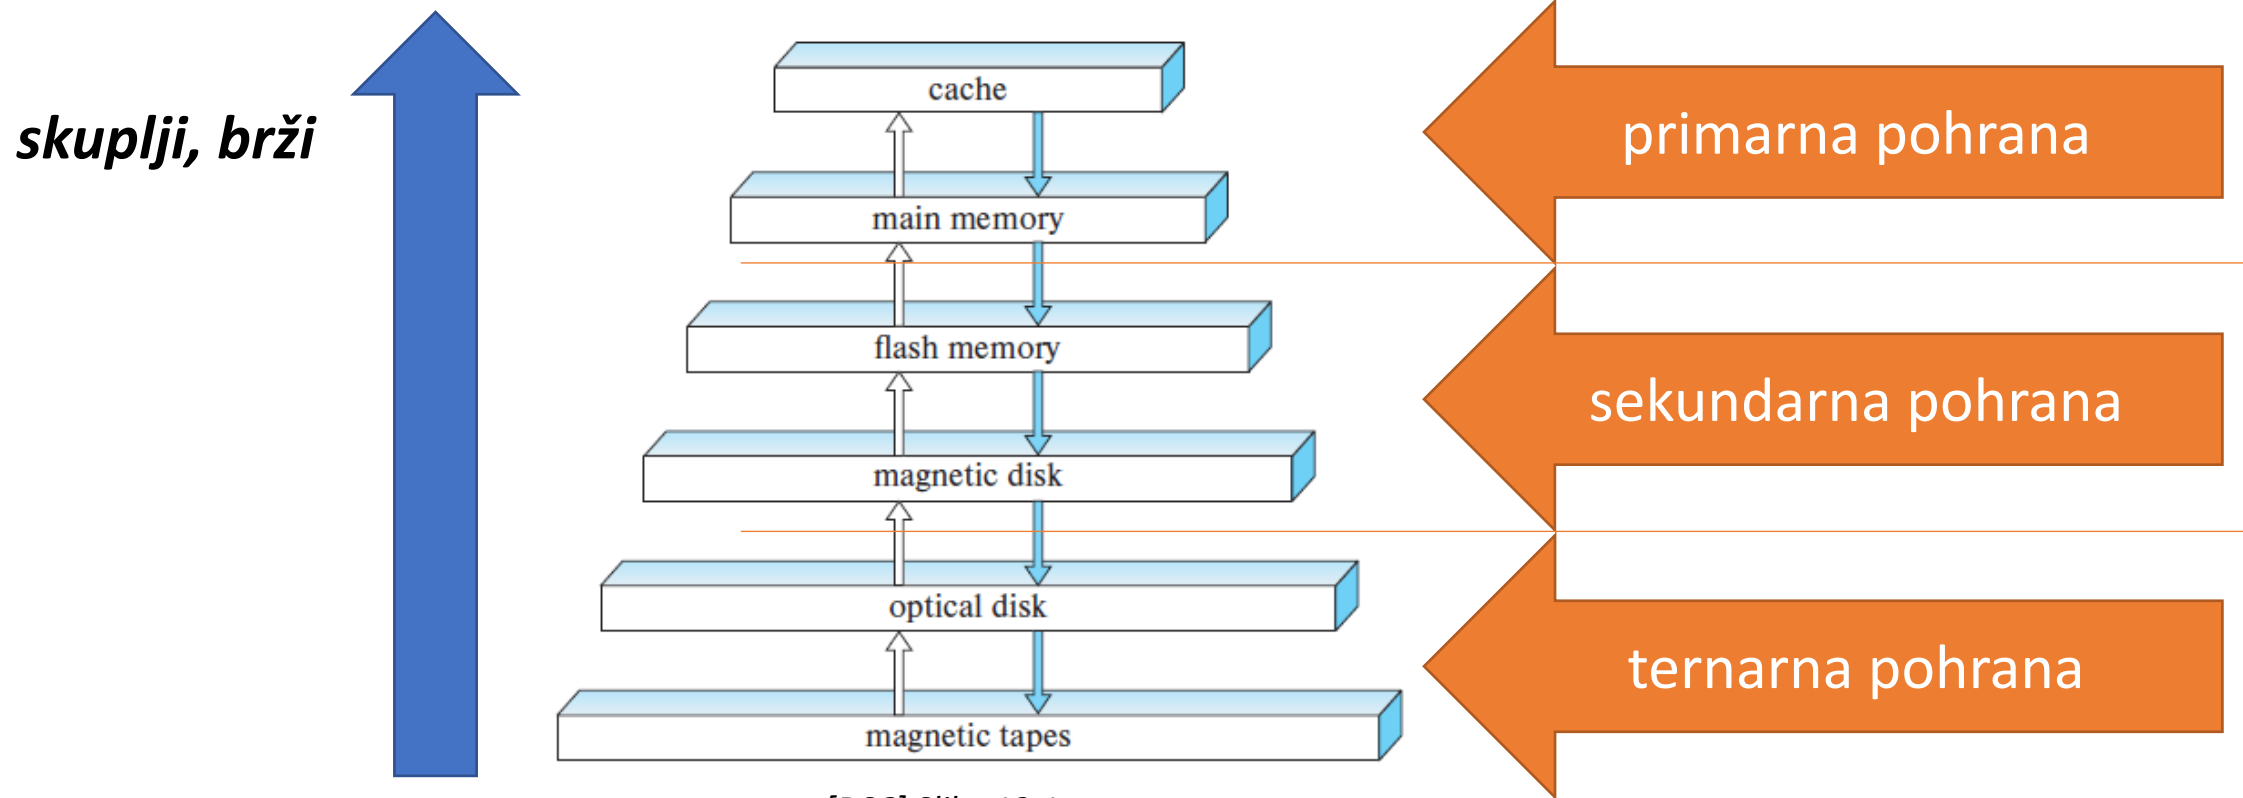 skuplji, brži
cache
main memory
flash memory
magnetic disk
optical disk
magnetic tapes
primarna pohrana
sekundarna pohrana
ternarna pohrana